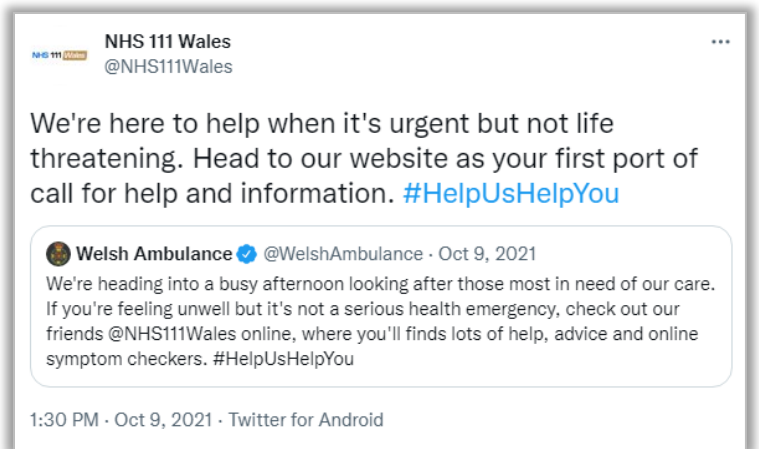 NHS 111 Wales
NHS 111 Wales
@NHS111Wales
We're here to help when it's urgent but not life
threatening. Head to our website as your first port of
call for help and information. #HelpUsHelpYou
Welsh Ambulance @WelshAmbulance · Oct 9, 2021
We're heading into a busy afternoon looking after those most in need of our care.
If you're feeling unwell but it's not a serious health emergency, check out our
friends @NHS111Wales online, where you'll finds lots of help, advice and online
symptom checkers. #HelpUsHelpYou
1:30 PM · Oct 9, 2021 · Twitter for Android